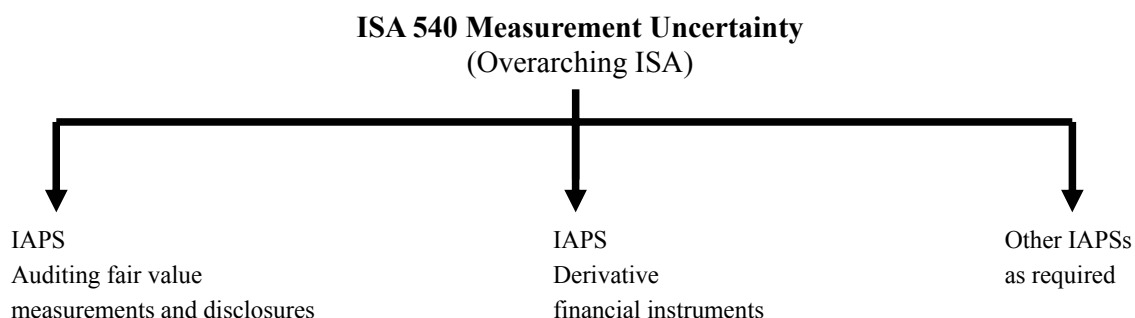 ISA 540 Measurement Uncertainty
(Overarching ISA)
IAPS
Auditing fair value
measurements and disclosures
IAPS
Derivative
financial instruments
Other IAPSs
as required